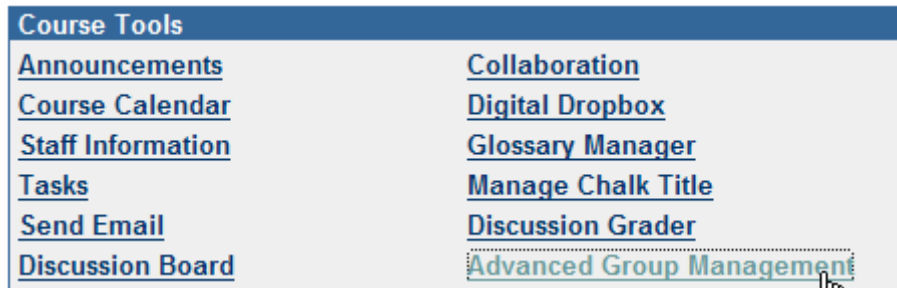 Course Tools
Announcements
Collaboration
Course Calendar
Digital Dropbox
Staff Information
Glossary Manager
Tasks
Manage Chalk Title
Send Email
Discussion Grader
Discussion Board
Advanced Group Management